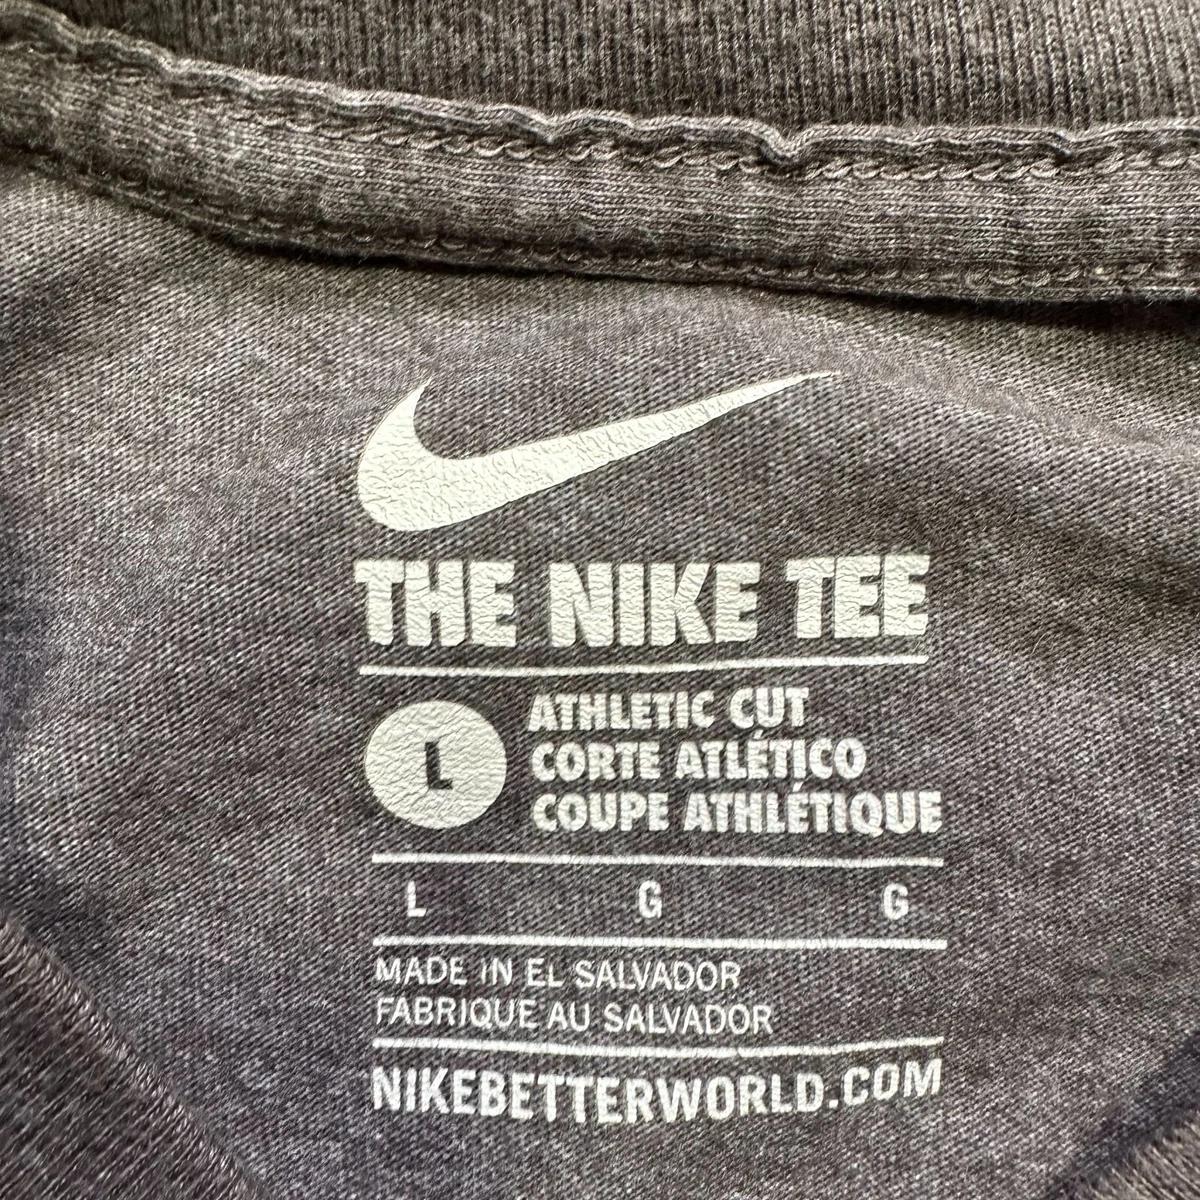 THE NIKE TEE
L
ATHLETIC CUT
CORTE ATLÉTICO
COUPE ATHLÉTIQUE
L G G
MADE IN EL SALVADOR
FABRIQUE AU SALVADOR
NIKEBETTERWORLD.COM